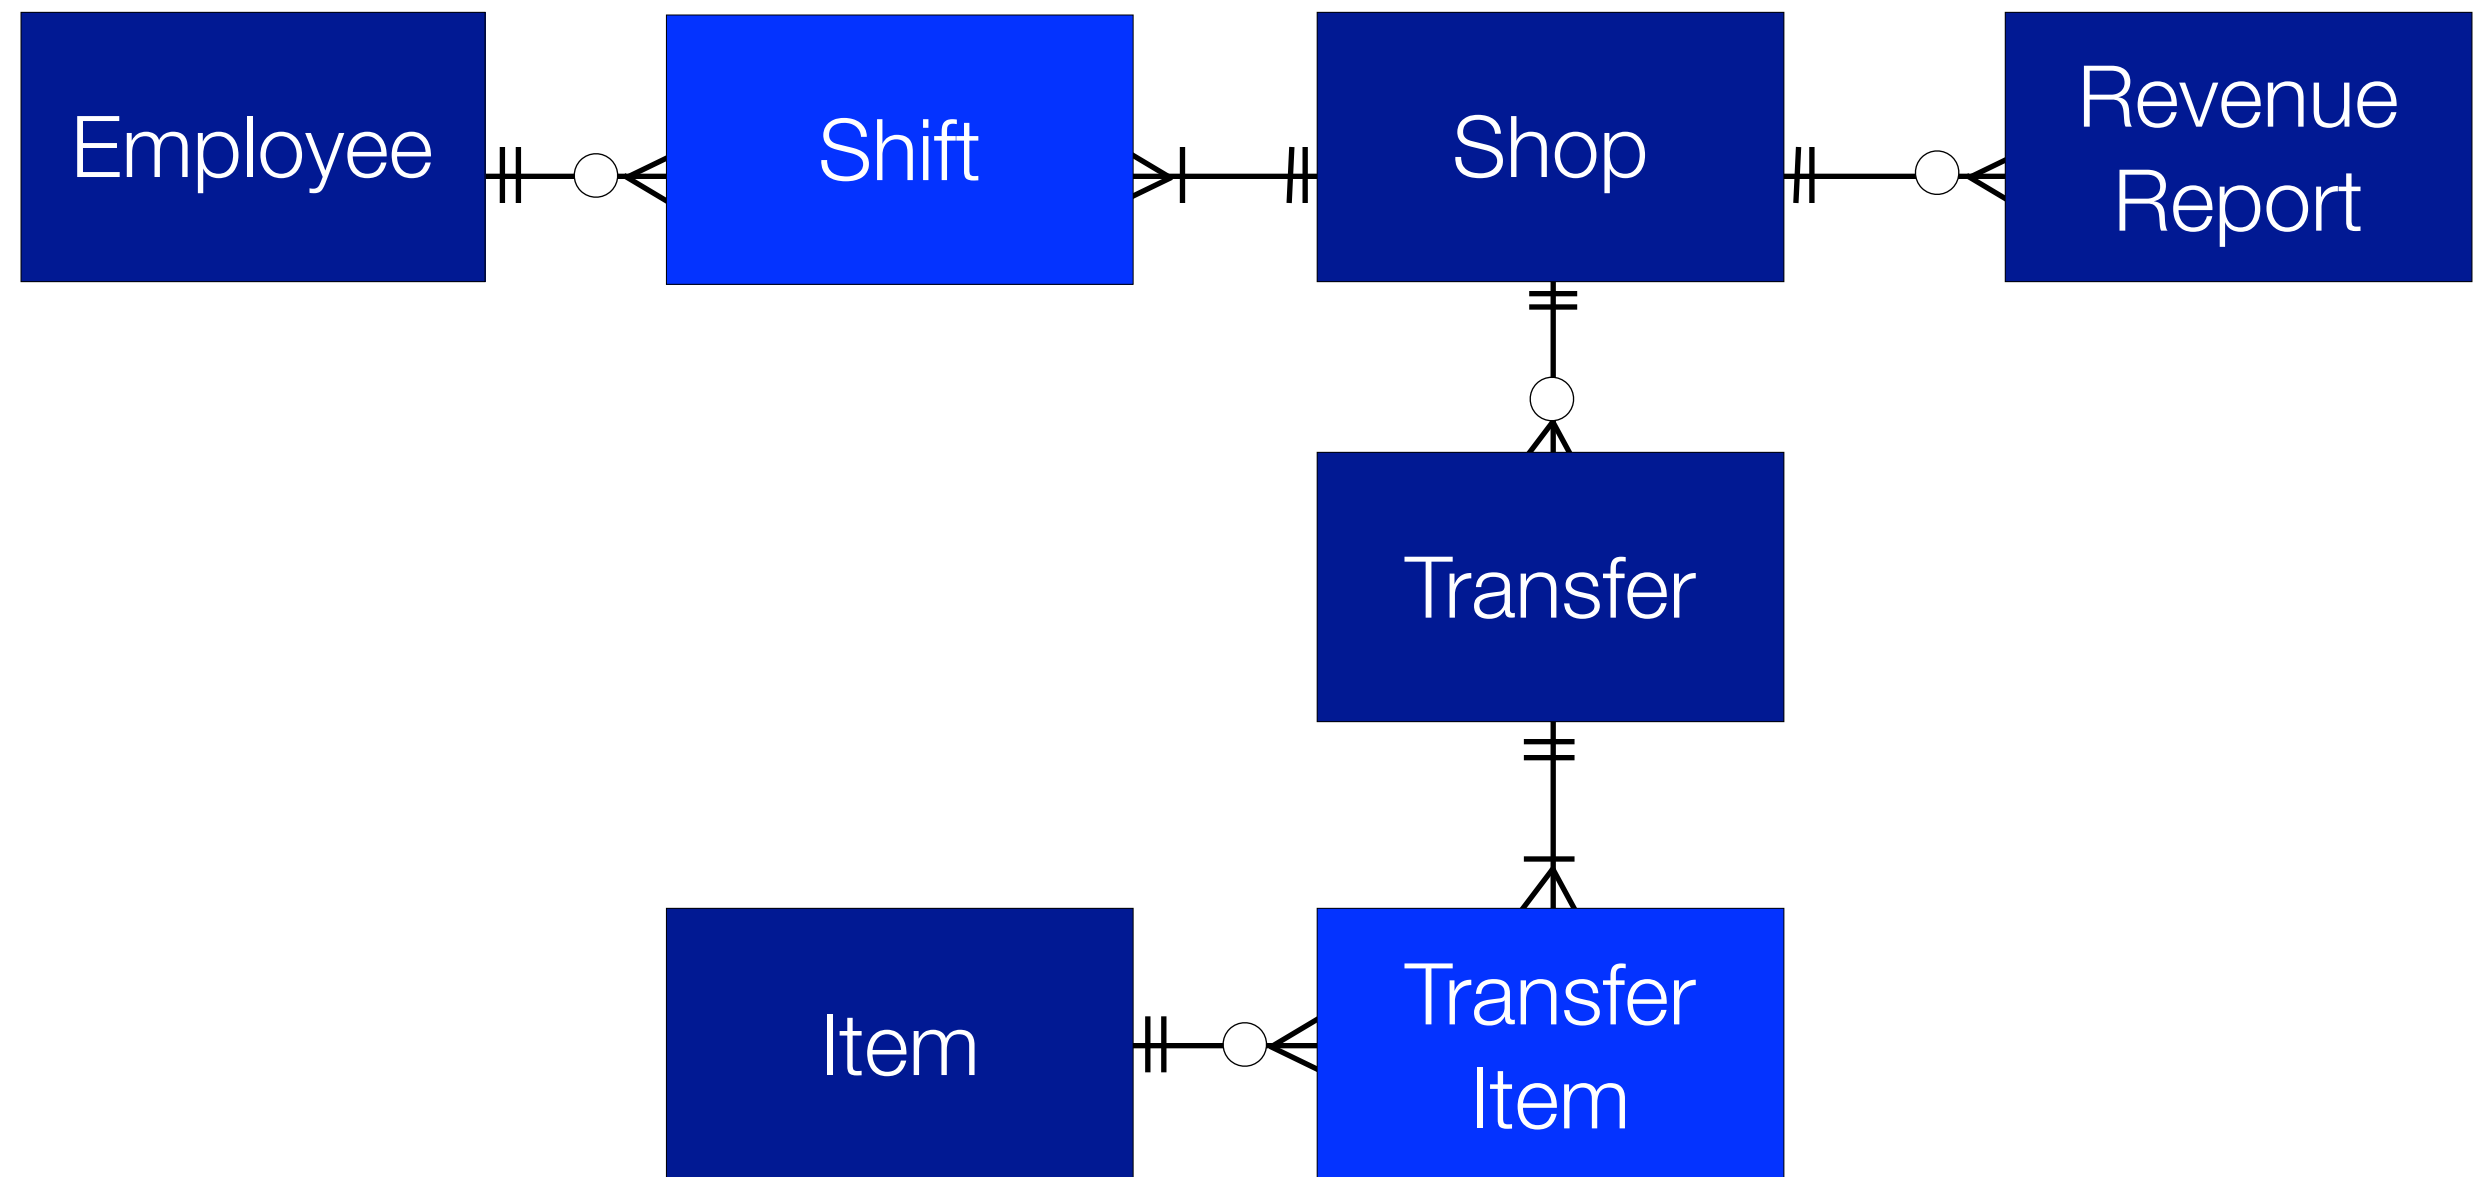 Employee
Shift
Shop
Revenue
Report
Transfer
Item
Transfer
Item